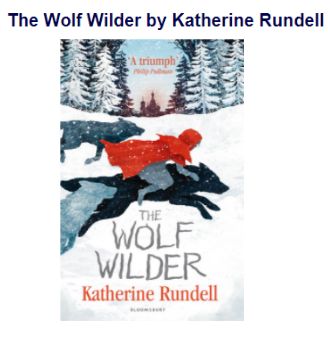 The Wolf Wilder by Katherine Rundell
'A triumph'
Philip Pullman
THE
WOLF
WILDER
Katherine Rundell
BLOOMSBURY